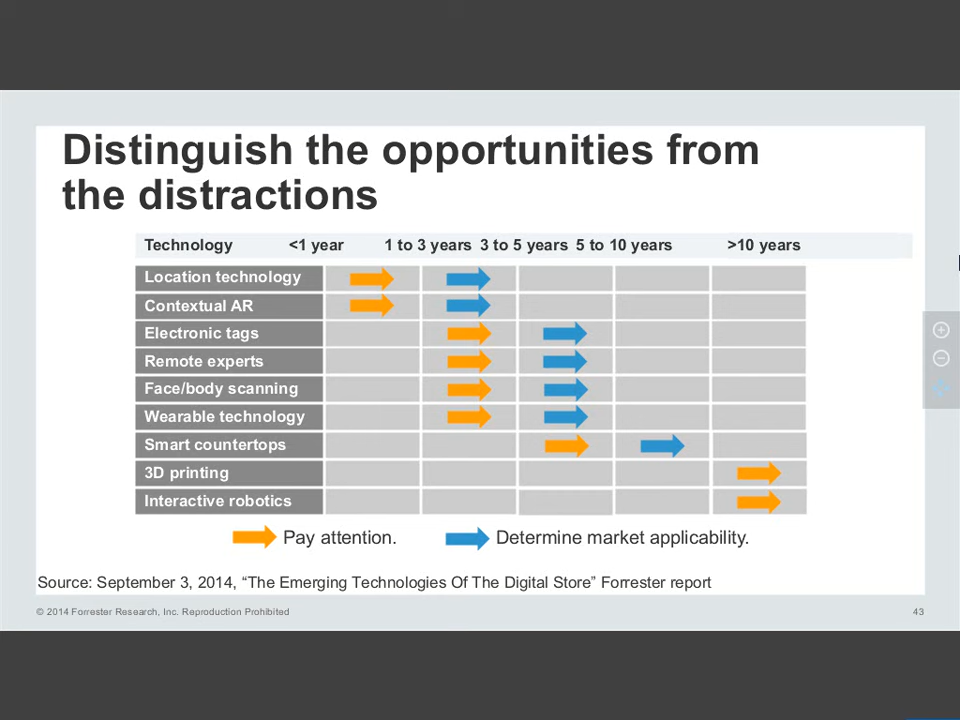 Distinguish the opportunities from
the distractions
Technology <1 year 1 to 3 years 3 to 5 years 5 to 10 years >10 years
Location technology
Contextual AR
Electronic tags
Remote experts
Face/body scanning
Wearable technology
Smart countertops
3D printing
Interactive robotics
Pay attention. Determine market applicability.
Source: September 3, 2014, “The Emerging Technologies Of The Digital Store” Forrester report
© 2014 Forrester Research, Inc. Reproduction Prohibited 43